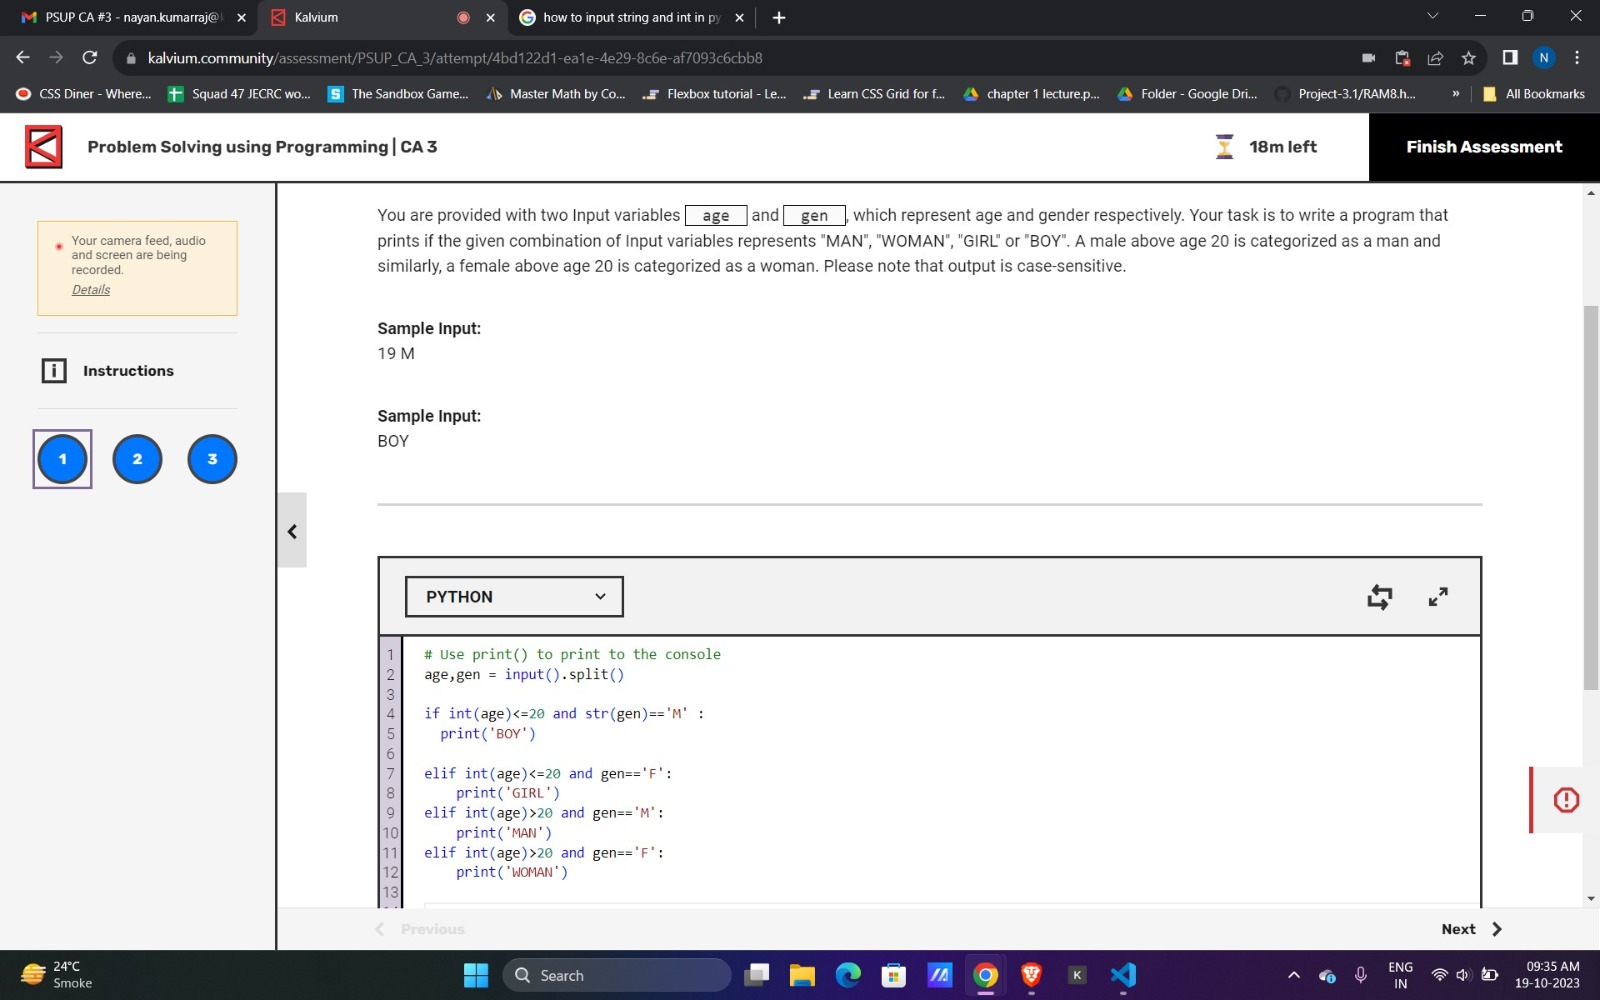 PSUP CA #3 - nayan.kumarraj@
Kalvium
how to input string and int in py
kalvium.community/assessment/PSUP_CA_3/attempt/4bd122d1-ea1e-4e29-8c6e-af7093c6cbb8
N
CSS Diner - Where...
Squad 47 JECRC wo...
The Sandbox Game...
Master Math by Co...
Flexbox tutorial - Le...
Learn CSS Grid for f...
chapter 1 lecture.p...
Folder - Google Dri...
Project-3.1/RAM8.h...
»
All Bookmarks
Problem Solving using Programming | CA 3
18m left
Finish Assessment
Your camera feed, audio
and screen are being
recorded.
Details
Instructions
1
2
3
You are provided with two Input variables age and gen, which represent age and gender respectively. Your task is to write a program that
prints if the given combination of Input variables represents "MAN", "WOMAN", "GIRL" or "BOY". A male above age 20 is categorized as a man and
similarly, a female above age 20 is categorized as a woman. Please note that output is case-sensitive.
Sample Input:
19 M
Sample Input:
BOY
PYTHON
1 # Use print() to print to the console
2 age,gen = input().split()
3
4 if int(age)<=20 and str(gen)=='M' :
5 print('BOY')
6
7 elif int(age)<=20 and gen=='F':
8 print('GIRL')
9 elif int(age)>20 and gen=='M':
10 print('MAN')
11 elif int(age)>20 and gen=='F':
12 print('WOMAN')
13
Previous
Next
24°C
Smoke
Search
K
ENG
IN
09:35 AM
19-10-2023